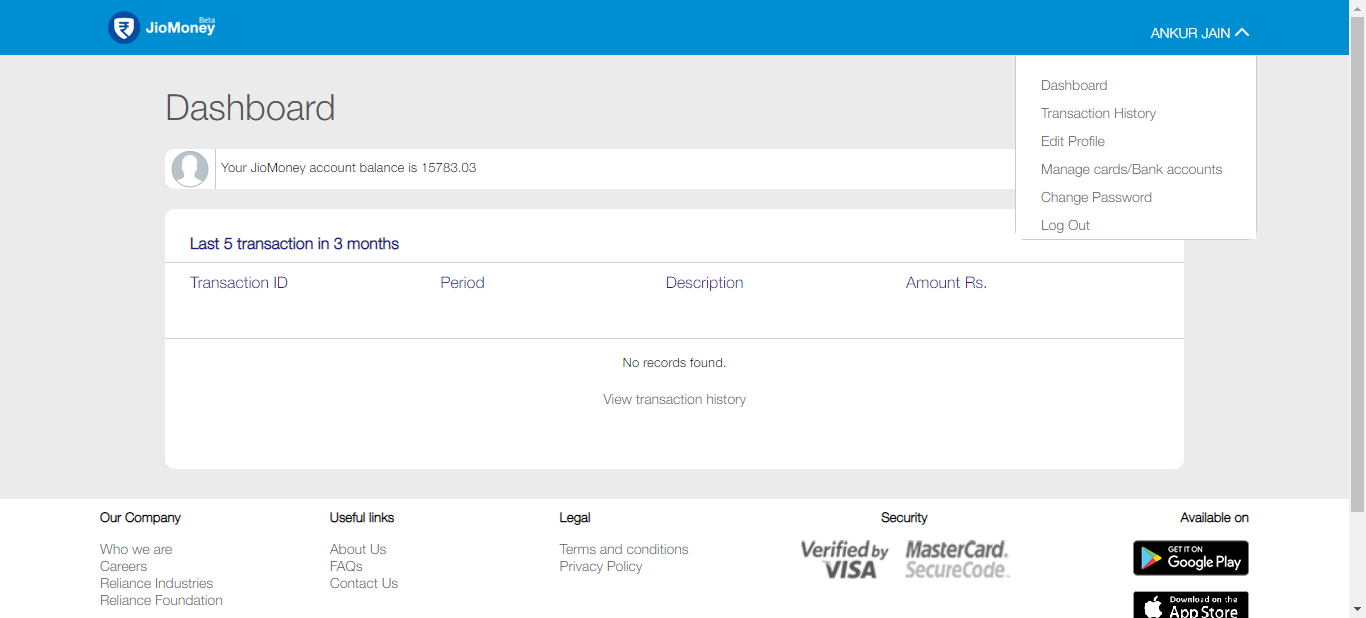 JioMoney Beta
ANKUR JAIN
Dashboard
Transaction History
Edit Profile
Manage cards/Bank accounts
Change Password
Log Out
Dashboard
Your JioMoney account balance is 15783.03
Last 5 transaction in 3 months
Transaction ID Period Description Amount Rs.
No records found.
View transaction history
Our Company
Who we are
Careers
Reliance Industries
Reliance Foundation
Useful links
About Us
FAQs
Contact Us
Legal
Terms and conditions
Privacy Policy
Security
Verified by
VISA
MasterCard.
SecureCode.
Available on
GET IT ON
Google Play
Download on the
App Store